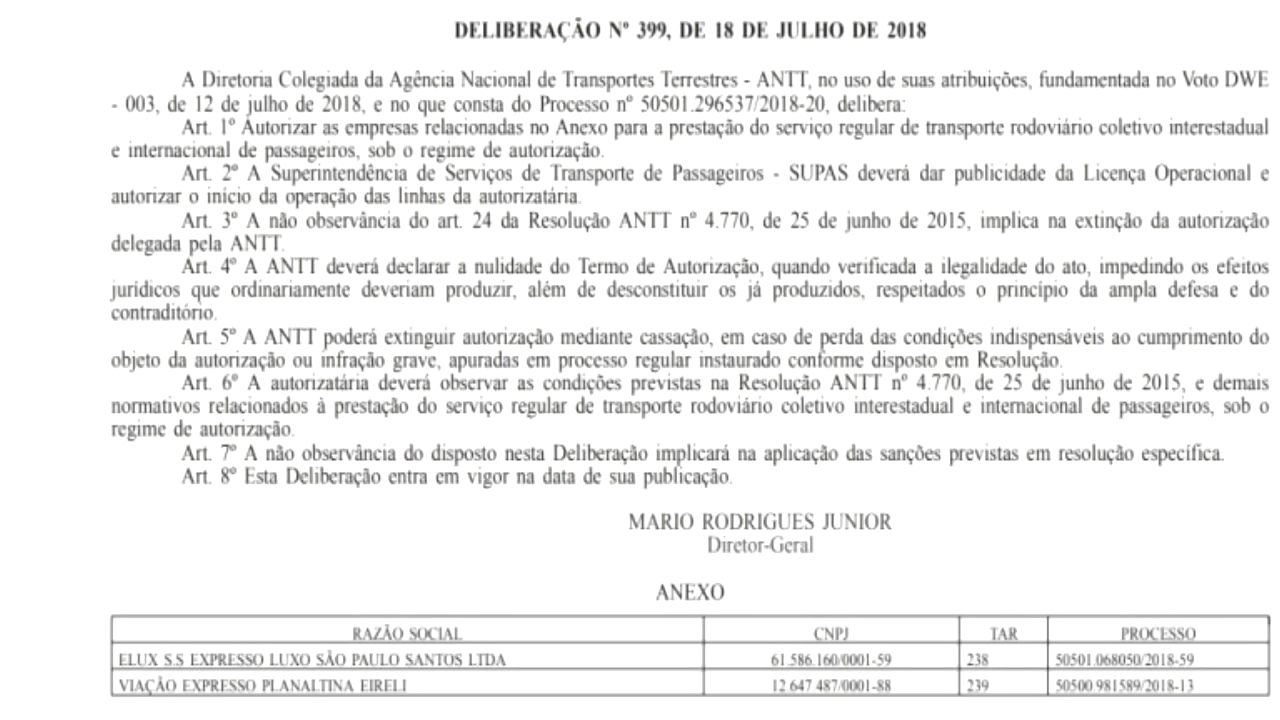 DELIBERAÇÃO Nº 399, DE 18 DE JULHO DE 2018
A Diretoria Colegiada da Agência Nacional de Transportes Terrestres - ANTT, no uso de suas atribuições, fundamentada no Voto DWE
- 003, de 12 de julho de 2018, e no que consta do Processo nº 50501.296537/2018-20, delibera:
Art. 1º Autorizar as empresas relacionadas no Anexo para a prestação do serviço regular de transporte rodoviário coletivo interestadual
e internacional de passageiros, sob o regime de autorização.
Art. 2º A Superintendência de Serviços de Transporte de Passageiros - SUPAS deverá dar publicidade da Licença Operacional e
autorizar o início da operação das linhas da autorizatária.
Art. 3º A não observância do art. 24 da Resolução ANTT nº 4.770, de 25 de junho de 2015, implica na extinção da autorização
delegada pela ANTT.
Art. 4º A ANTT deverá declarar a nulidade do Termo de Autorização, quando verificada a ilegalidade do ato, impedindo os efeitos
jurídicos que ordinariamente deveriam produzir, além de desconstituir os já produzidos, respeitados o princípio da ampla defesa e do
contraditório.
Art. 5º A ANTT poderá extinguir autorização mediante cassação, em caso de perda das condições indispensáveis ao cumprimento do
objeto da autorização ou infração grave, apuradas em processo regular instaurado conforme disposto em Resolução.
Art. 6º A autorizatária deverá observar as condições previstas na Resolução ANTT nº 4.770, de 25 de junho de 2015, e demais
normativos relacionados à prestação do serviço regular de transporte rodoviário coletivo interestadual e internacional de passageiros, sob o
regime de autorização.
Art. 7º A não observância do disposto nesta Deliberação implicará na aplicação das sanções previstas em resolução específica.
Art. 8º Esta Deliberação entra em vigor na data de sua publicação.
MARIO RODRIGUES JUNIOR
Diretor-Geral
ANEXO
RAZÃO SOCIAL CNPJ TAR PROCESSO
ELUX S.S EXPRESSO LUXO SÃO PAULO SANTOS LTDA 61.586.160/0001-59 238 50501.068050/2018-59
VIAÇÃO EXPRESSO PLANALTINA EIRELI 12.647.487/0001-88 239 50500.981589/2018-13